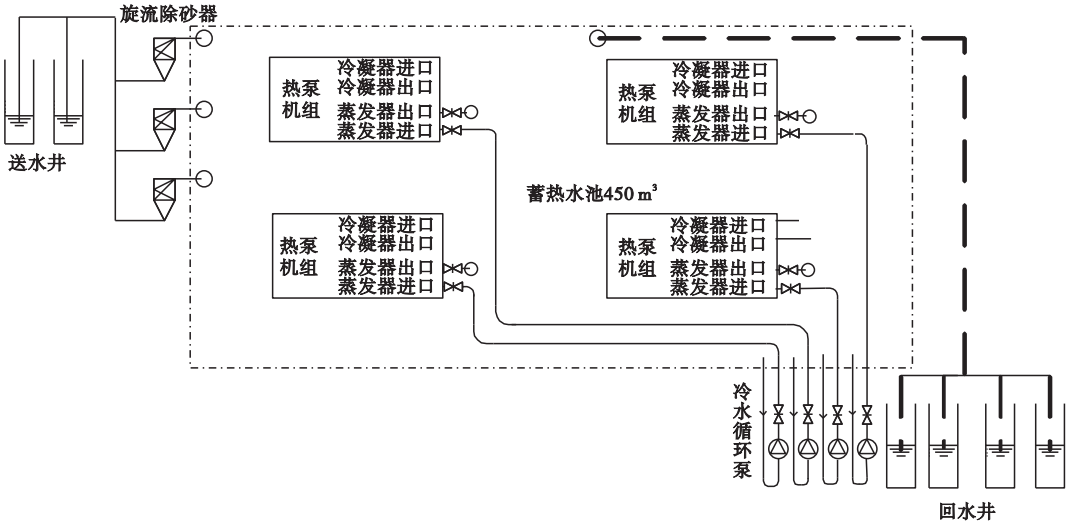 旋流除砂器
送水井
热泵
机组
冷凝器进口
冷凝器出口
蒸发器出口
蒸发器进口
热泵
机组
冷凝器进口
冷凝器出口
蒸发器出口
蒸发器进口
蓄热水池450 m³
热泵
机组
冷凝器进口
冷凝器出口
蒸发器出口
蒸发器进口
热泵
机组
冷凝器进口
冷凝器出口
蒸发器出口
蒸发器进口
冷水循环泵
回水井